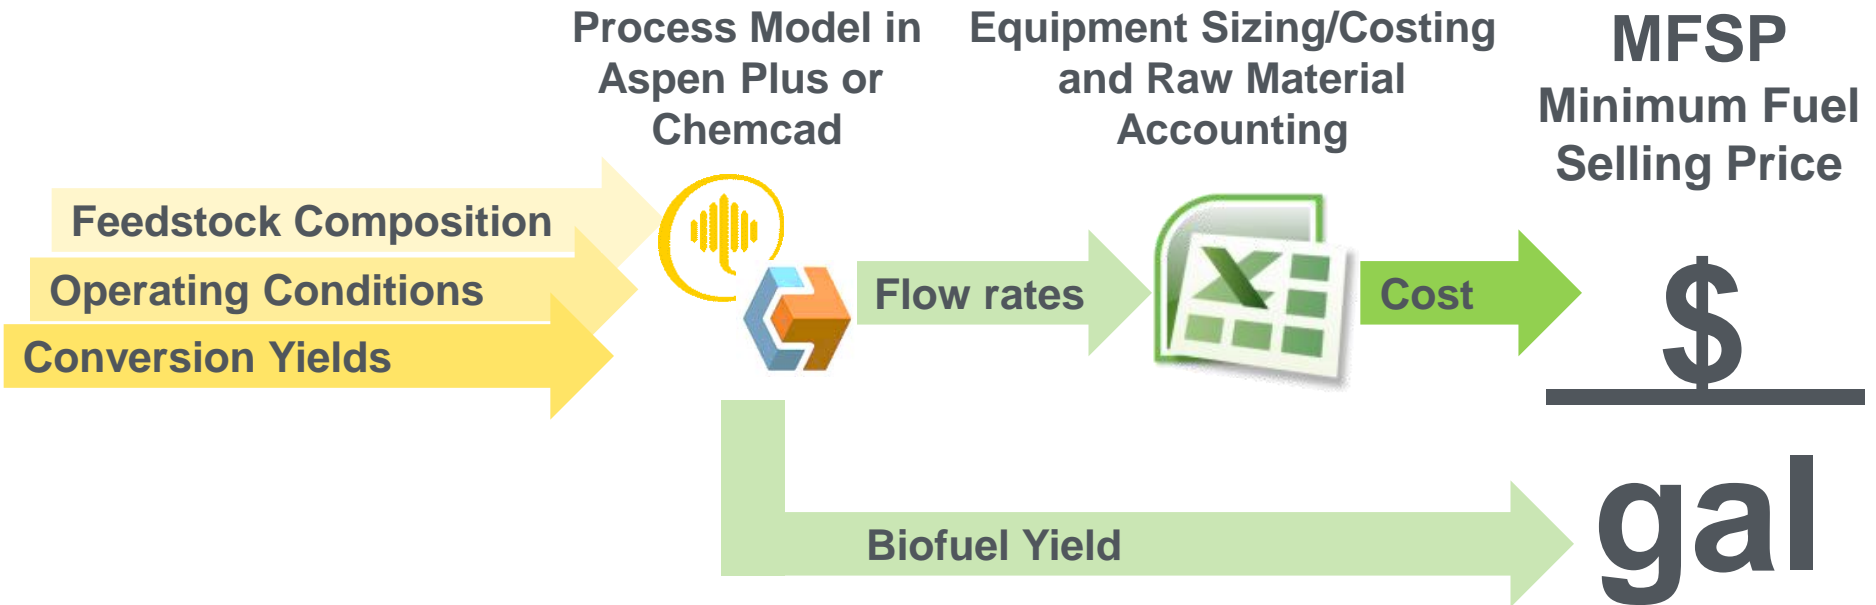 Process Model in
Aspen Plus or
Chemcad
Equipment Sizing/Costing
and Raw Material
Accounting
MFSP
Minimum Fuel
Selling Price
Feedstock Composition
Operating Conditions
Conversion Yields
Flow rates
X
Cost
$
gal
Biofuel Yield